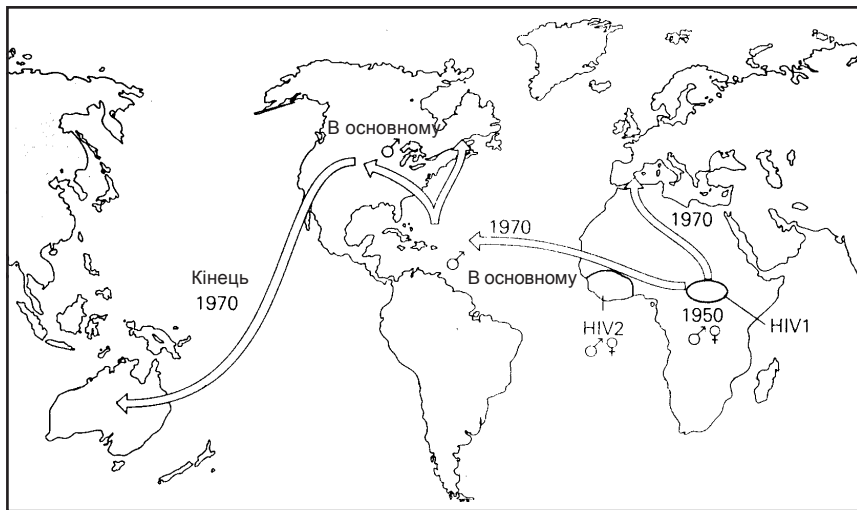 В основному
♂
1970
1970
♂
В основному
Кінець
1970
1950
♂♀
HIV1
HIV2
♂♀